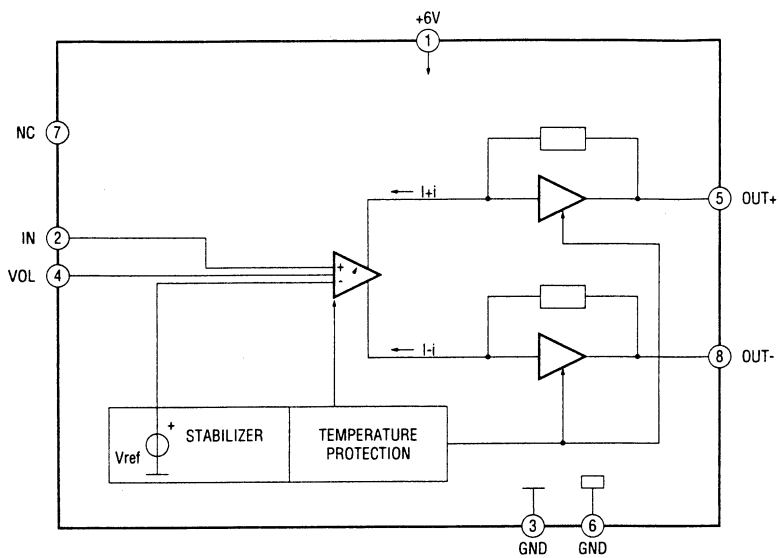 +6V
1
NC 7
I+i
5 OUT+
IN 2
VOL 4
+
-
I-i
8 OUT-
+
STABILIZER
Vref
TEMPERATURE
PROTECTION
3 6
GND GND